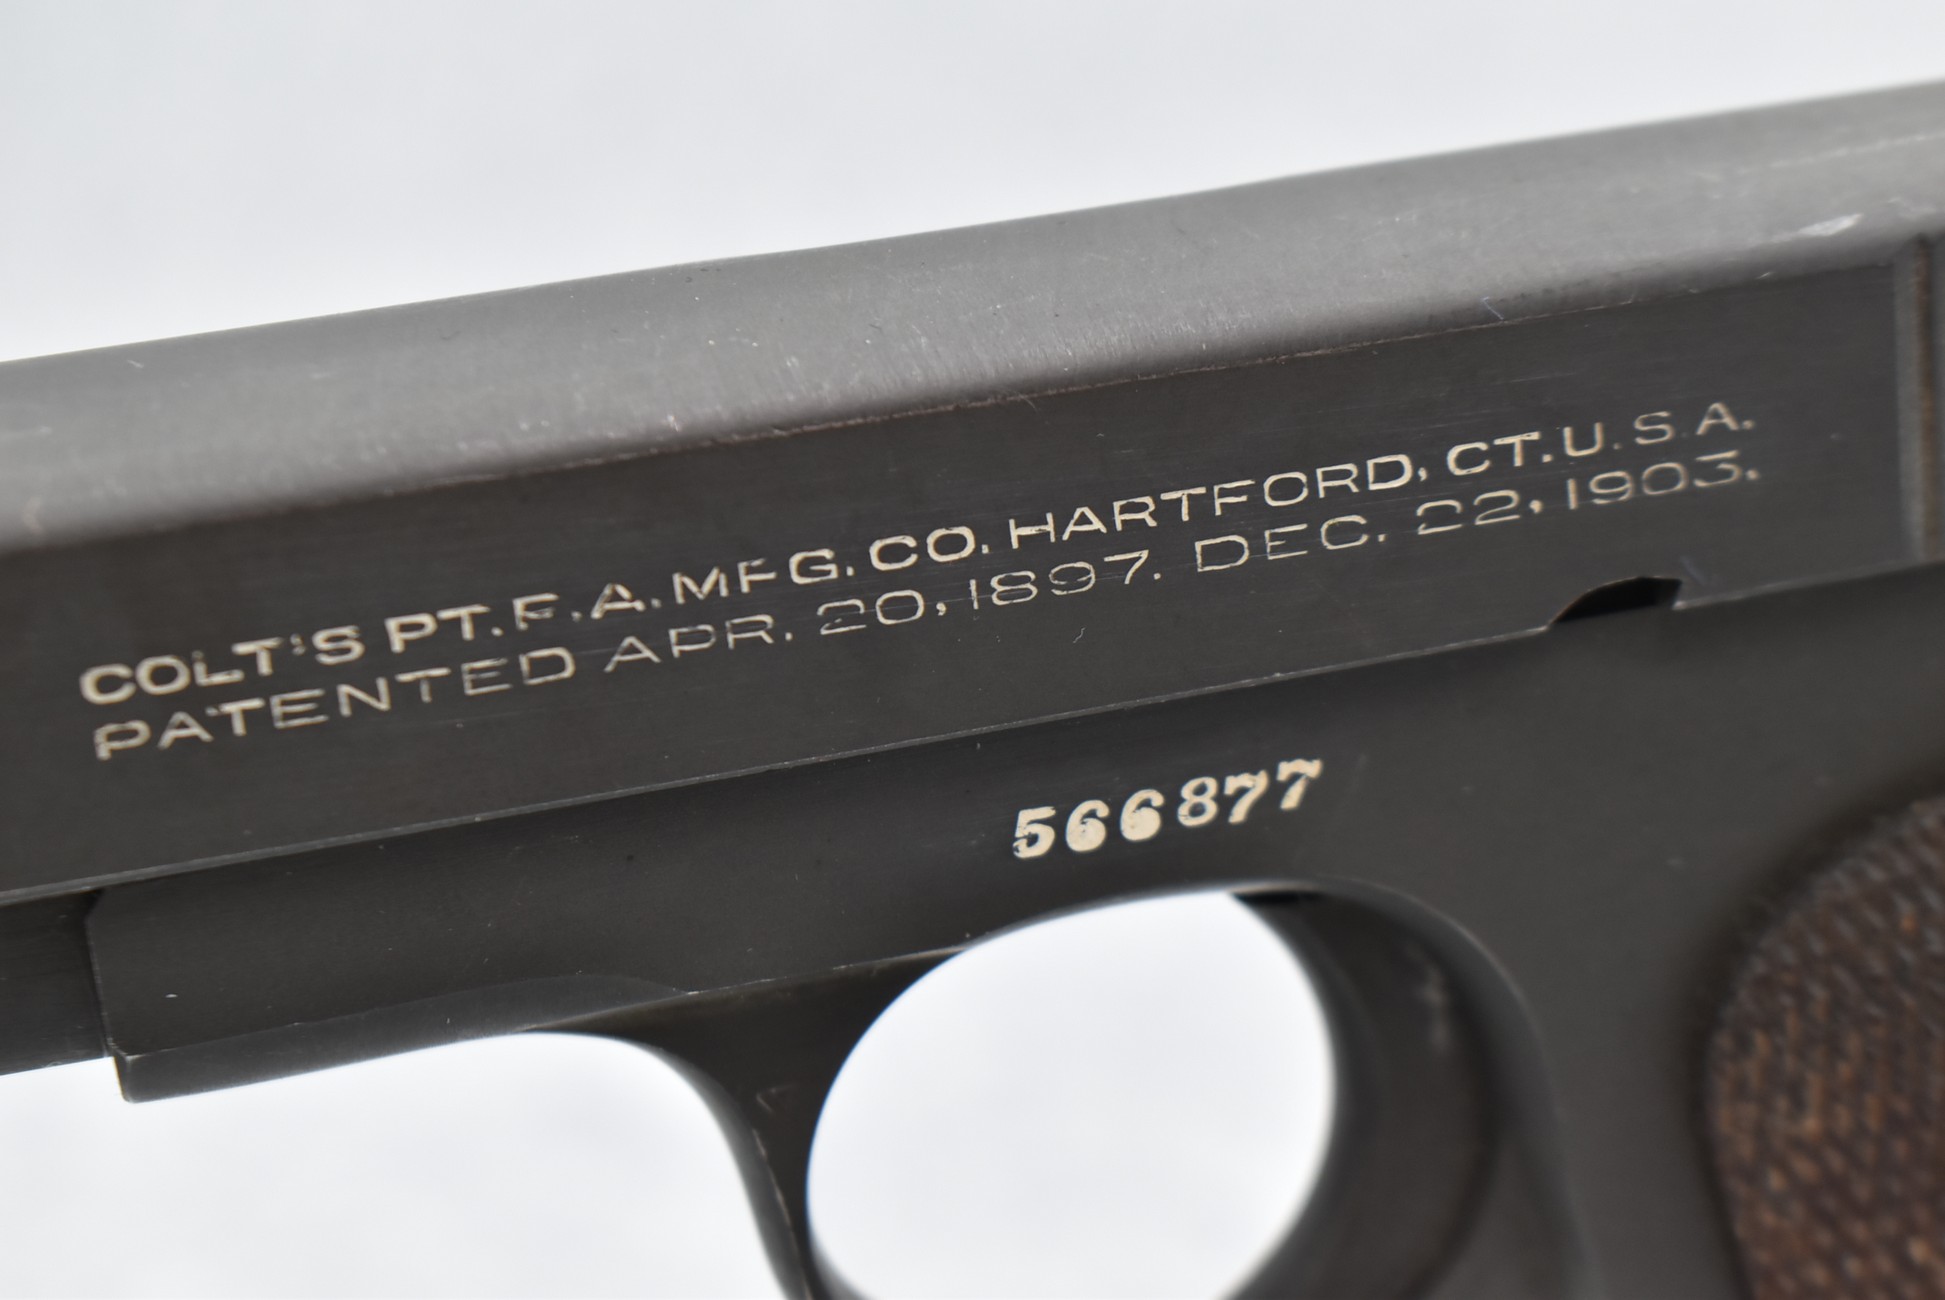 COLT'S PT. F. A. MFG. CO. HARTFORD, CT. U.S.A.
PATENTED APR. 20, 1897. DEC. 22, 1903.
566877